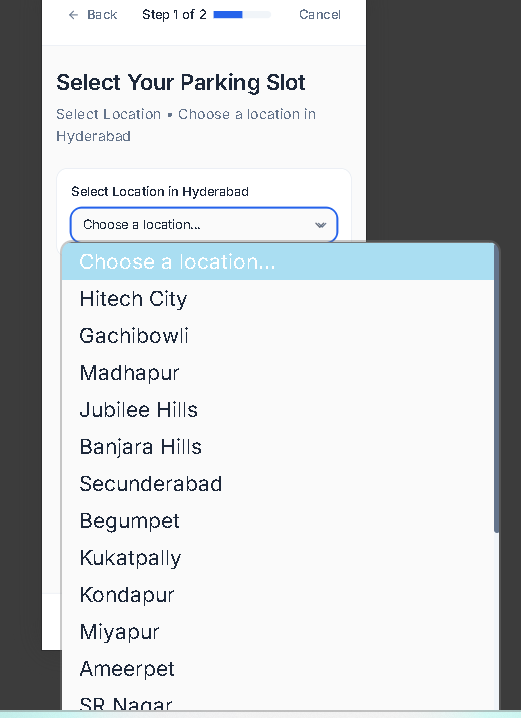 Back Step 1 of 2 Cancel
Select Your Parking Slot
Select Location • Choose a location in
Hyderabad
Select Location in Hyderabad
Choose a location...
Choose a location...
Hitech City
Gachibowli
Madhapur
Jubilee Hills
Banjara Hills
Secunderabad
Begumpet
Kukatpally
Kondapur
Miyapur
Ameerpet
SR Nagar